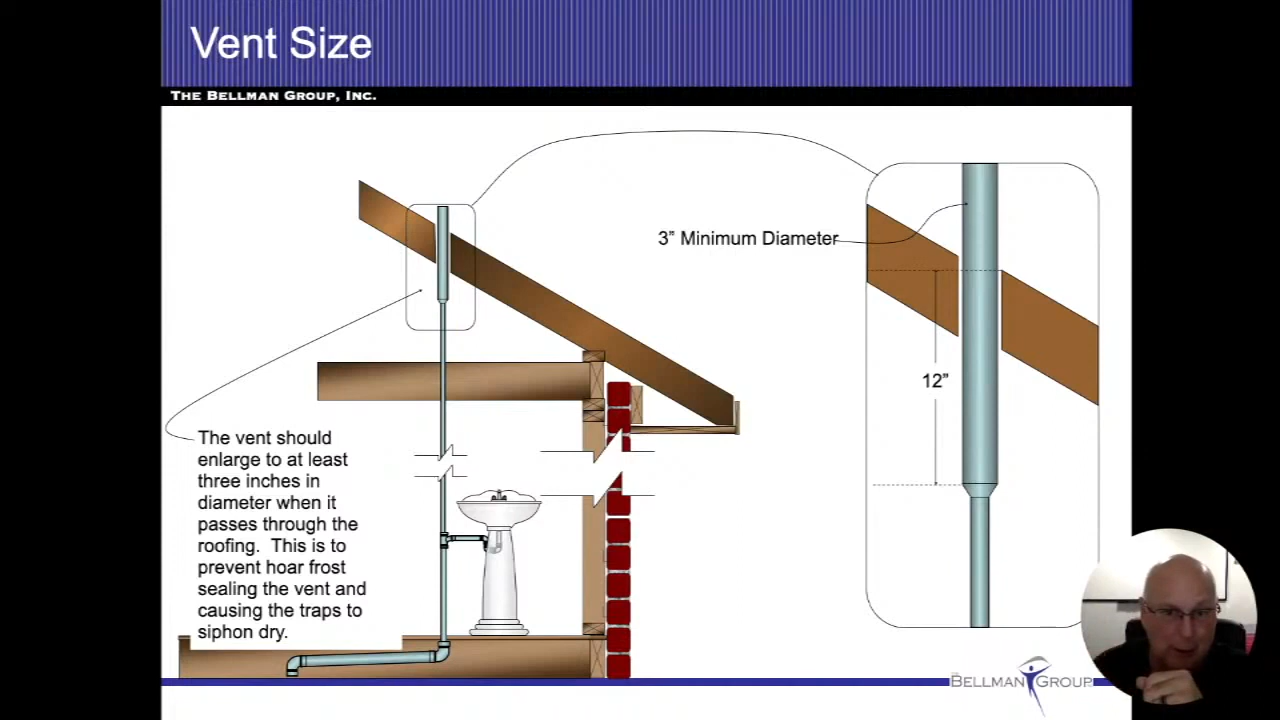 Vent Size
THE BELLMAN GROUP, INC.
3” Minimum Diameter
12”
The vent should
enlarge to at least
three inches in
diameter when it
passes through the
roofing. This is to
prevent hoar frost
sealing the vent and
causing the traps to
siphon dry.
BELLMAN GROUP